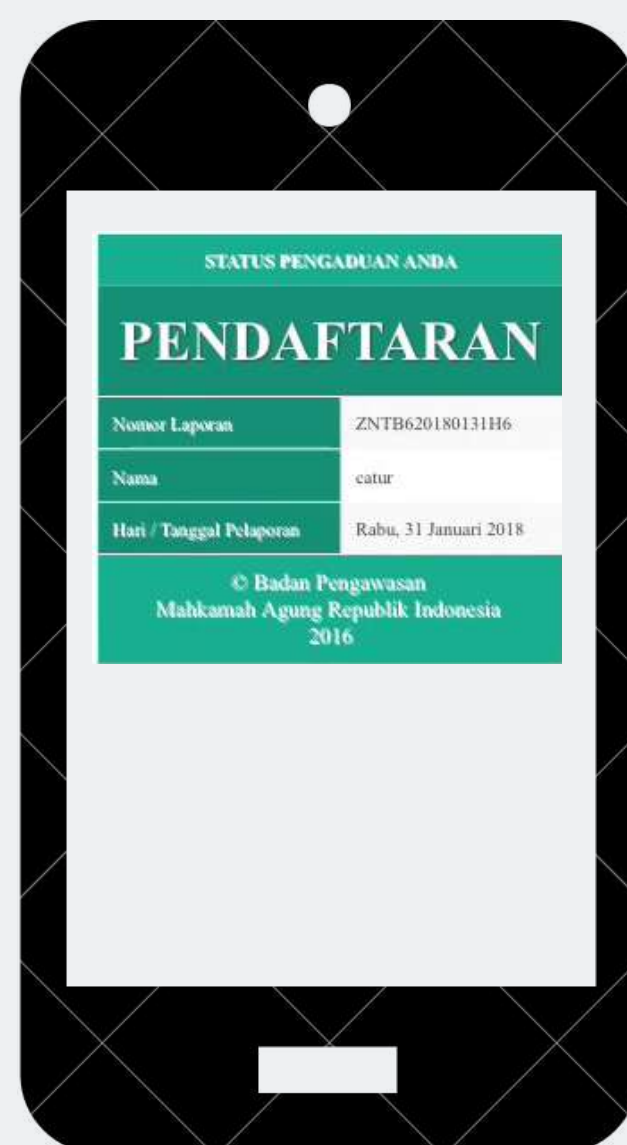 STATUS PENGADUAN ANDA
PENDAFTARAN
Nomor Laporan ZNTB620180131H6
Nama catur
Hari / Tanggal Pelaporan Rabu, 31 Januari 2018
© Badan Pengawasan
Mahkamah Agung Republik Indonesia
2016